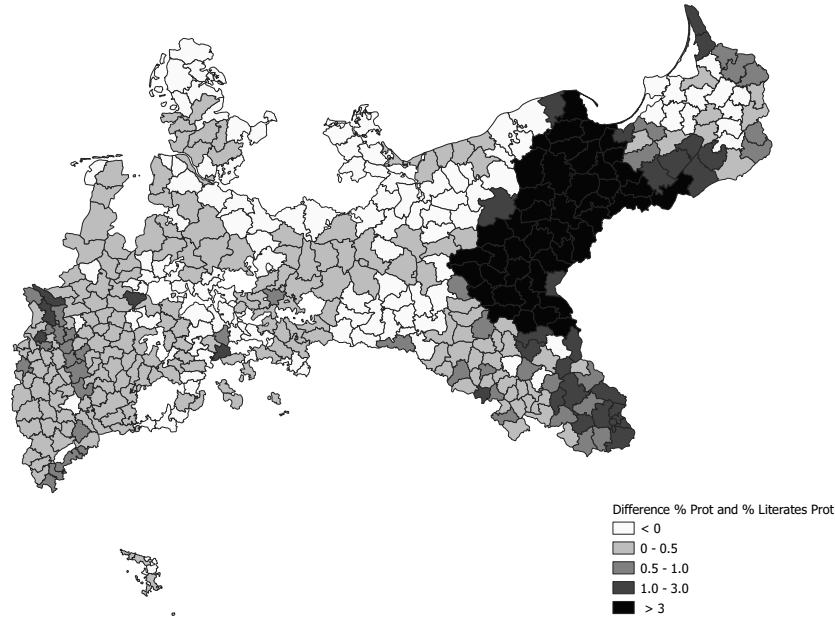 Difference % Prot and % Literates Prot
< 0
0 - 0.5
0.5 - 1.0
1.0 - 3.0
> 3